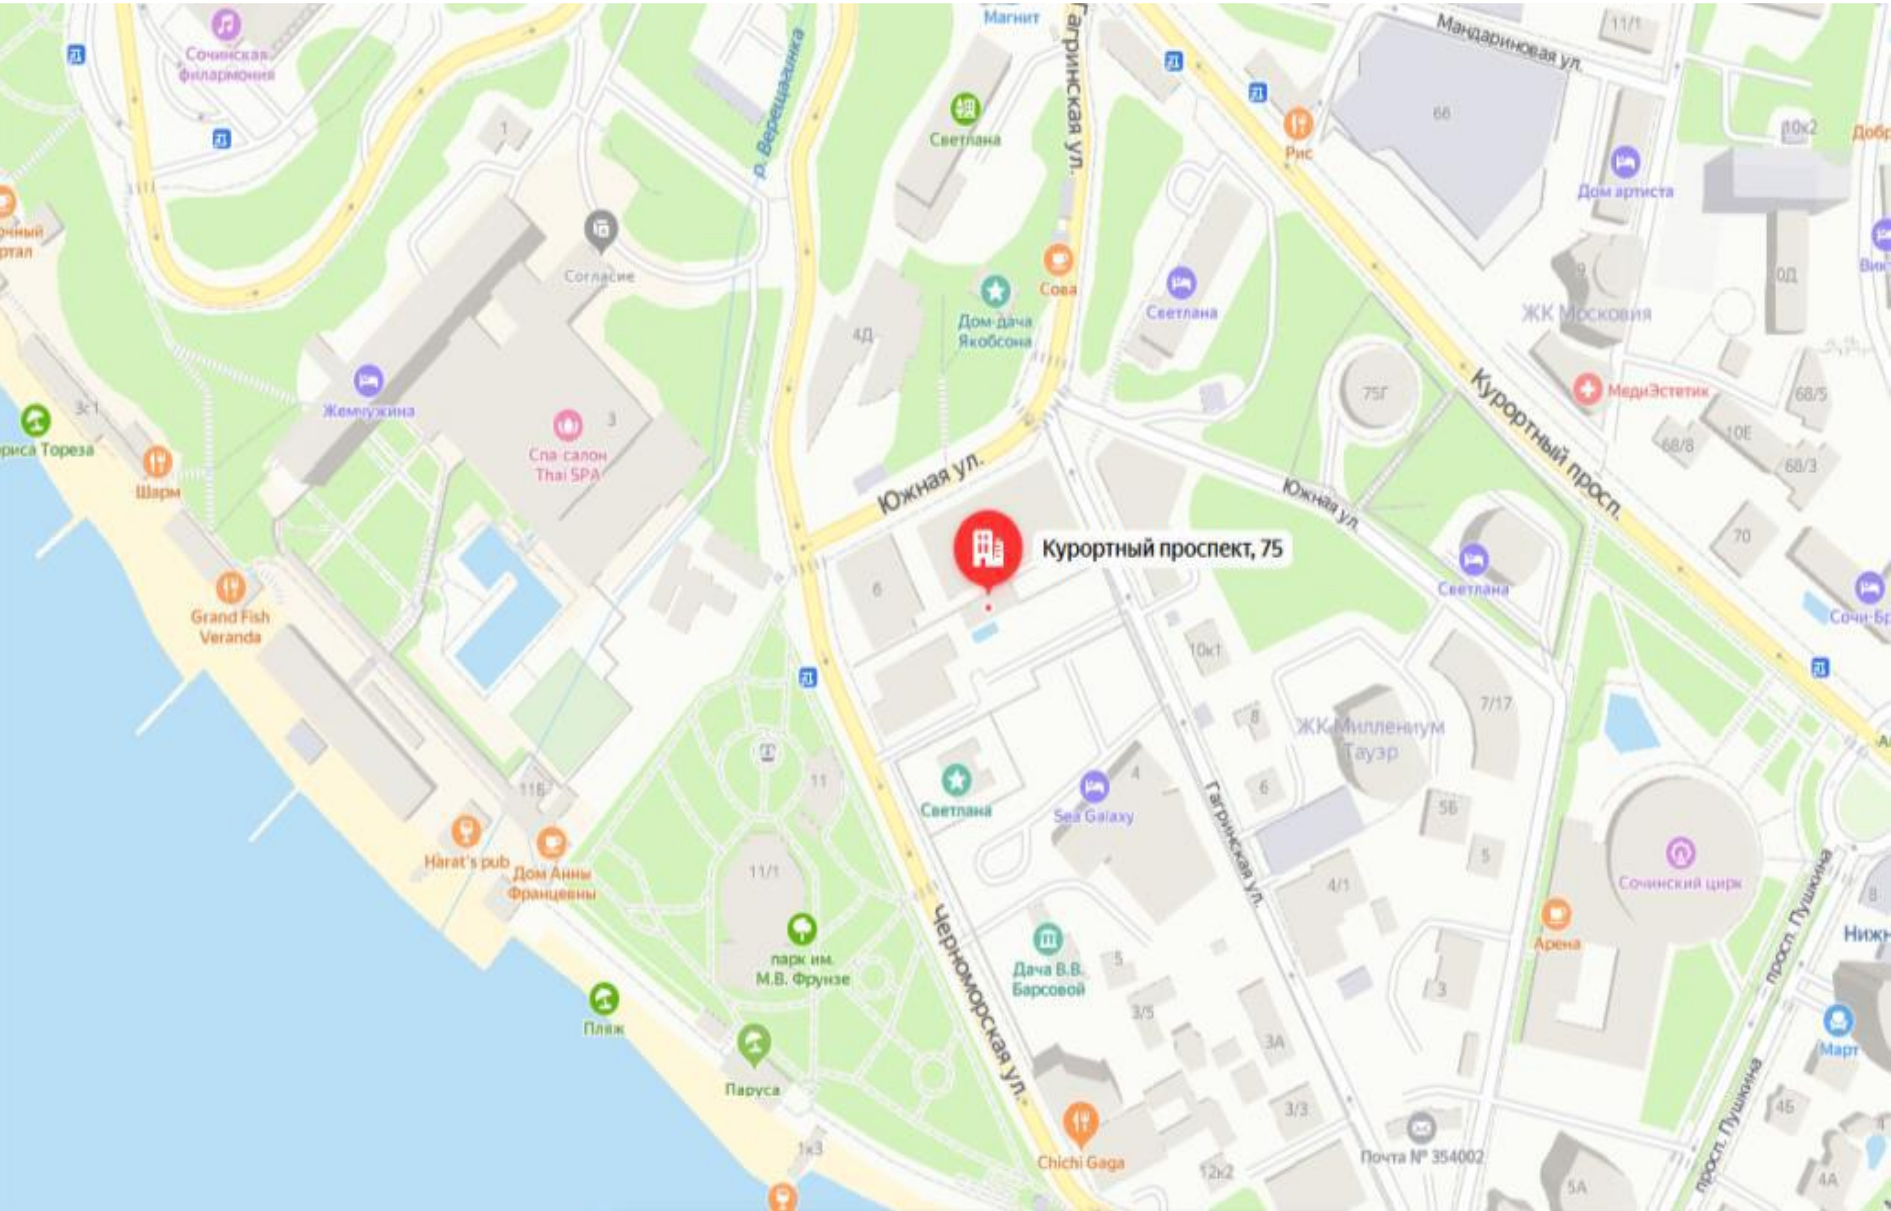 Магнит
Гагринская ул.
Мандариновая ул.
11/1
Сочинская
филармония
р. Верещагинка
Светлана
66
10к2
Рис
Дом артиста
1
Согласие
Сова
Светлана
9
0Д
ЖК Московия
Дом-дача
Якобсона
4Д
Жемчужина
3с1
3
Спа-салон
Thai SPA
75Г
Курортный просп.
МедиЭстетик
68/5
10Е
68/8
68/3
риса Тореза
Шарм
Южная ул.
Южная ул.
70
Курортный проспект, 75
6
Светлана
Grand Fish
Veranda
10к1
7/17
8
ЖК Миллениум
Тауэр
11
11Б
Светлана
4
Sea Galaxy
6
5Б
5
Гагринская ул.
Harat's pub
Дом Анны
Францевны
11/1
4/1
Сочинский цирк
8
Арена
просп. Пушкина
парк им.
М.В. Фрунзе
Черноморская ул.
Дача В.В.
Барсовой
5
3/5
3
3А
Пляж
Март
Паруса
просп. Пушкина
4Б
3/3
1к3
Chichi Gaga
12к2
Почта № 354002
5А
4А